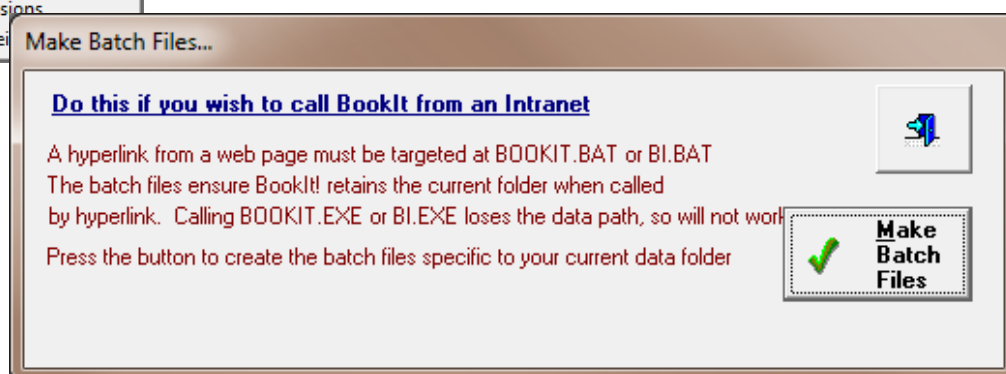 sions
Make Batch Files...
Do this if you wish to call BookIt from an Intranet
A hyperlink from a web page must be targeted at BOOKIT.BAT or BI.BAT
The batch files ensure BookIt! retains the current folder when called
by hyperlink. Calling BOOKIT.EXE or BI.EXE loses the data path, so will not work
Press the button to create the batch files specific to your current data folder
Make
Batch
Files